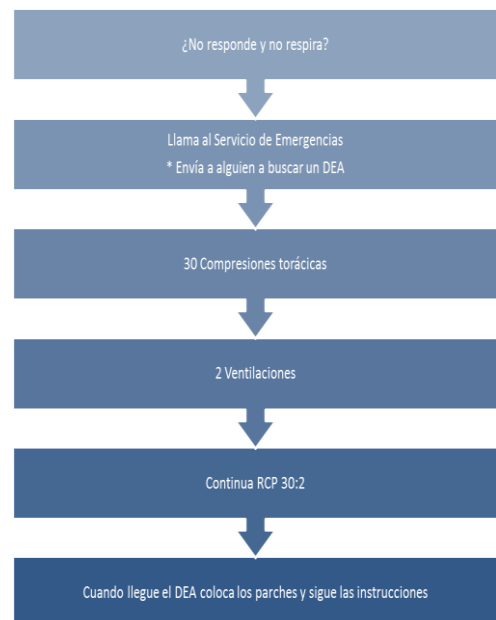 ¿No responde y no respira?
Llama al Servicio de Emergencias
* Envía a alguien a buscar un DEA
30 Compresiones torácicas
2 Ventilaciones
Continua RCP 30:2
Cuando llegue el DEA coloca los parches y sigue las instrucciones